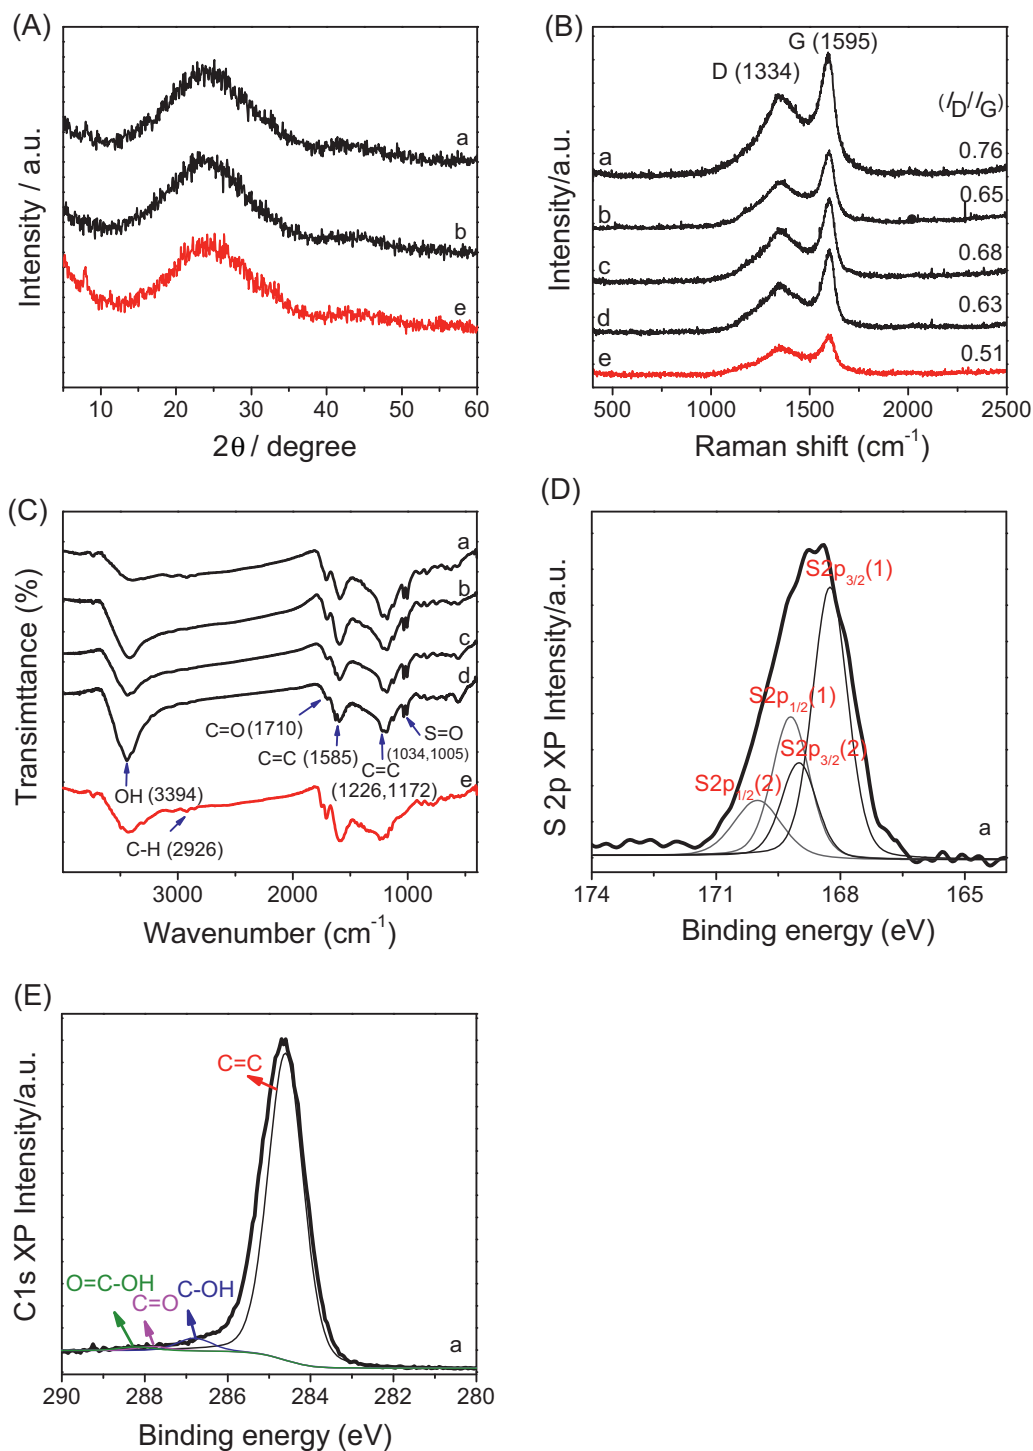 (A)
Intensity / a.u.
a
b
e
10 20 30 40 50 60
2θ / degree
(B)
G (1595)
D (1334)
(I_D/I_G)
Intensity/a.u.
a 0.76
b 0.65
c 0.68
d 0.63
e 0.51
500 1000 1500 2000 2500
Raman shift (cm⁻¹)
(C)
Transimttance (%)
a
b
c
d
C=O (1710)
S=O
(1034,1005)
C=C (1585)
C=C
(1226,1172)
OH (3394)
e
C-H (2926)
3000 2000 1000
Wavenumber (cm⁻¹)
(D)
S 2p XP Intensity/a.u.
S2p₃/₂(1)
S2p₁/₂(1)
S2p₃/₂(2)
S2p₁/₂(2)
a
174 171 168 165
Binding energy (eV)
(E)
C1s XP Intensity/a.u.
C=C
O=C-OH
C=O
C-OH
a
290 288 286 284 282 280
Binding energy (eV)